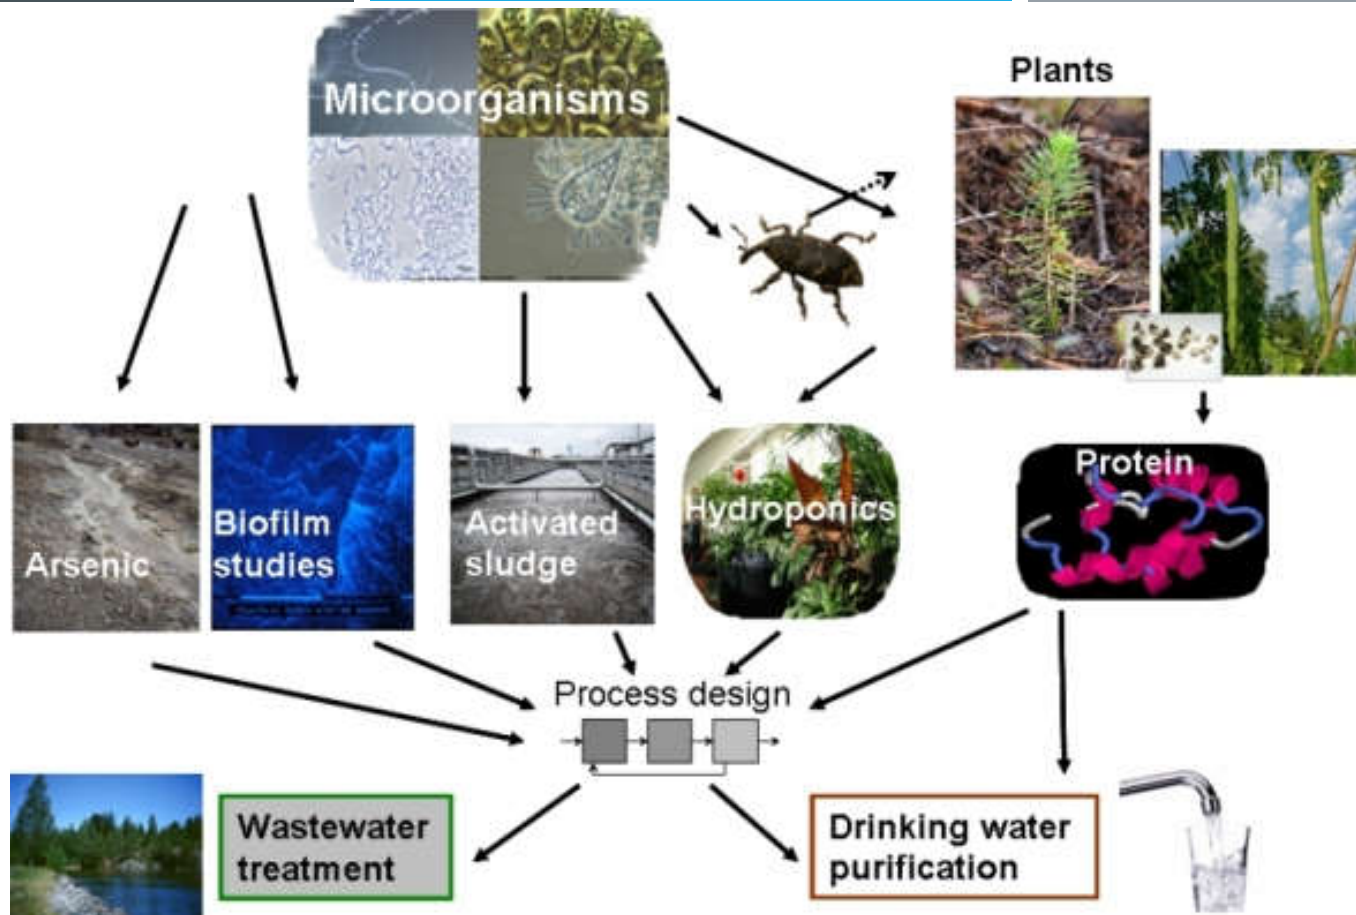 Microorganisms
Plants
Arsenic
Biofilm
studies
Activated
sludge
Hydroponics
Protein
Process design
Wastewater
treatment
Drinking water
purification